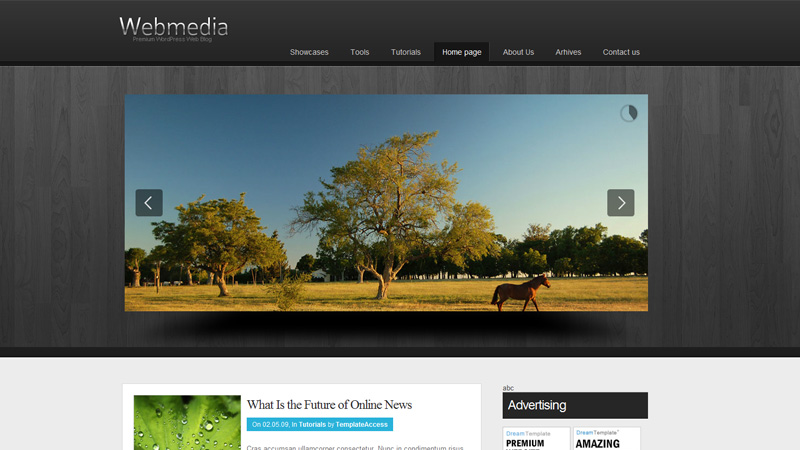 Webmedia
Premium WordPress Web Blog
Showcases Tools Tutorials Home page About Us Arhives Contact us
What Is the Future of Online News
On 02.05.09, In Tutorials by TemplateAccess
Cras accumsan ullamcorper consectetur. Nunc in condimentum risus
abc
Advertising
DreamTemplate
PREMIUM
DreamTemplate
AMAZING